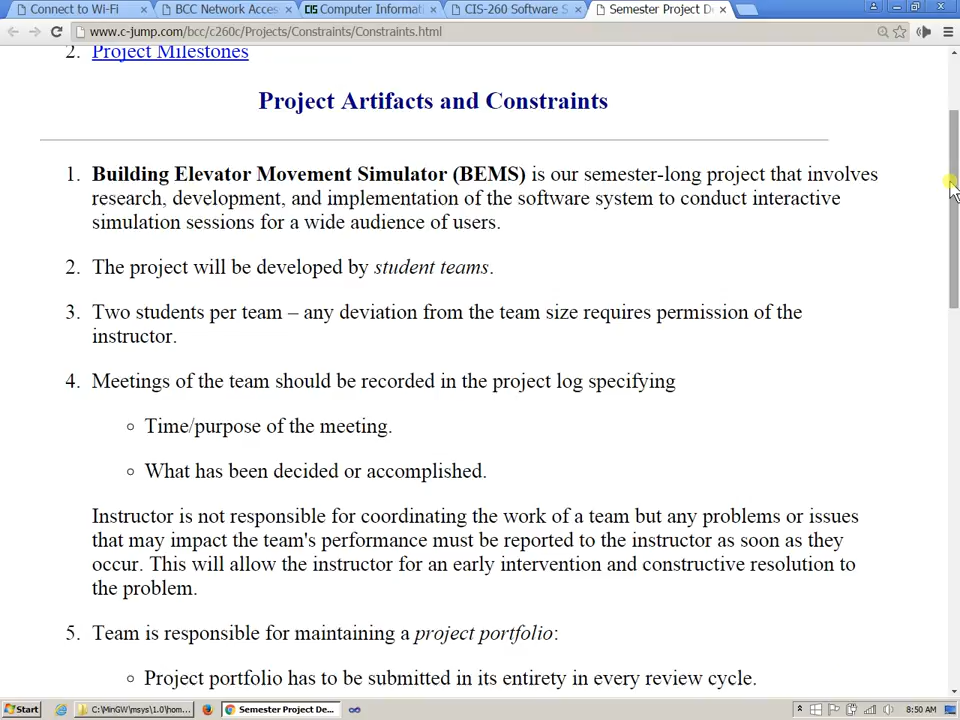 Connect to Wi-Fi
BCC Network Acces
CIS Computer Informati
CIS-260 Software S
Semester Project De
www.c-jump.com/bcc/c260c/Projects/Constraints/Constraints.html
2. Project Milestones
Project Artifacts and Constraints
1. Building Elevator Movement Simulator (BEMS) is our semester-long project that involves
research, development, and implementation of the software system to conduct interactive
simulation sessions for a wide audience of users.
2. The project will be developed by student teams.
3. Two students per team – any deviation from the team size requires permission of the
instructor.
4. Meetings of the team should be recorded in the project log specifying
Time/purpose of the meeting.
What has been decided or accomplished.
Instructor is not responsible for coordinating the work of a team but any problems or issues
that may impact the team's performance must be reported to the instructor as soon as they
occur. This will allow the instructor for an early intervention and constructive resolution to
the problem.
5. Team is responsible for maintaining a project portfolio:
Project portfolio has to be submitted in its entirety in every review cycle.
Start
C:\MinGW\msys\1.0\hom...
Semester Project De...
8:50 AM